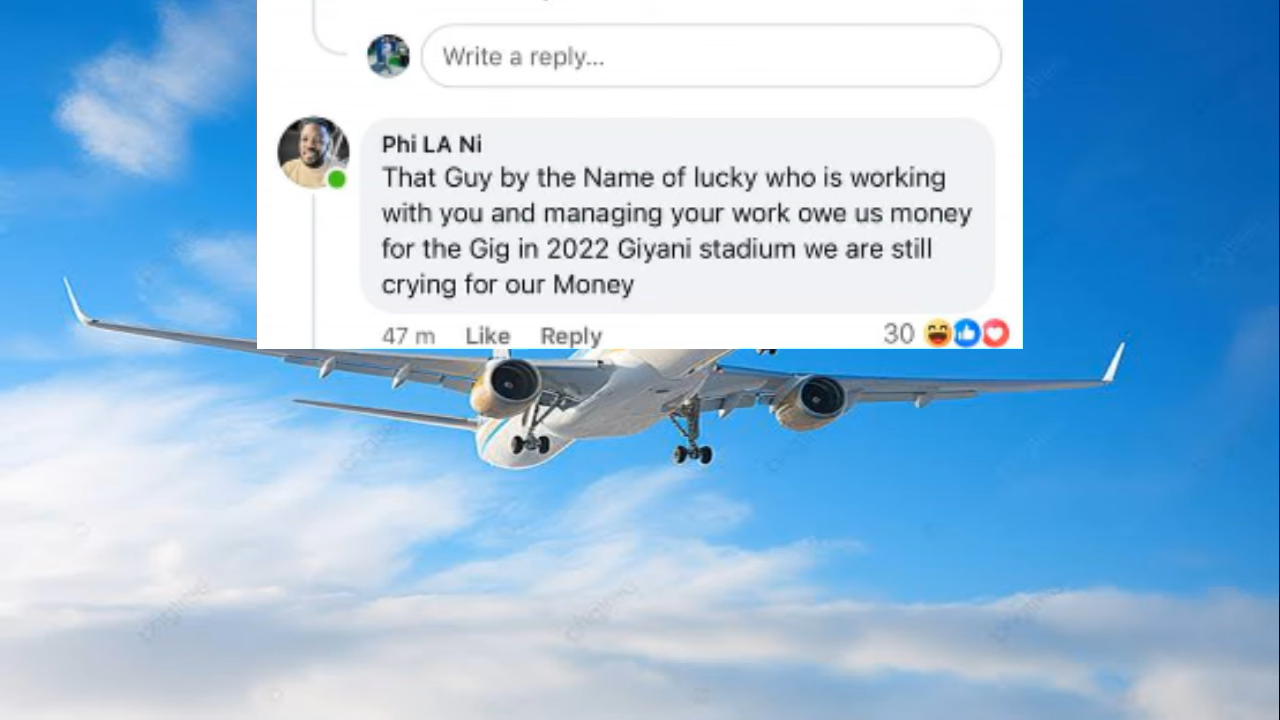 Write a reply...
Phi LA Ni
That Guy by the Name of lucky who is working
with you and managing your work owe us money
for the Gig in 2022 Giyani stadium we are still
crying for our Money
47 m Like Reply 30